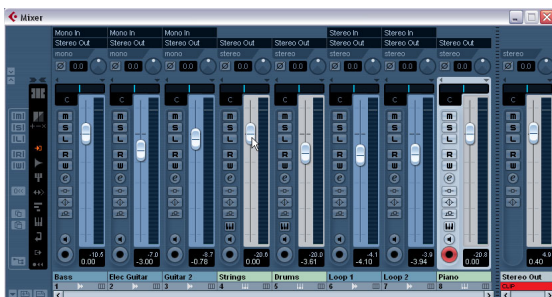 Mixer
Mono In Mono In Mono In Stereo In Stereo In
Stereo Out Stereo Out Stereo Out Stereo Out Stereo Out Stereo Out Stereo Out Stereo Out
mono mono mono stereo stereo stereo stereo stereo stereo
0.0 0.0 0.0 0.0 0.0 0.0 0.0 0.0 0.0
C C C C C C C C C
M M M M M M M M M
S S S S S S S S S
L L L L L L L L L
R R R R R R R R R
W W W W W W W W W
e e e e e e e e e
-10.5 -7.0 -8.7 -20.6 -20.6 -4.1 -3.9 -20.8 4.9
0.00 -3.00 -0.78 0.00 -3.61 -4.10 -3.94 0.00 0.40
Bass Elec Guitar Guitar 2 Strings Drums Loop 1 Loop 2 Piano Stereo Out
1 2 3 4 5 6 7 8 CLIP